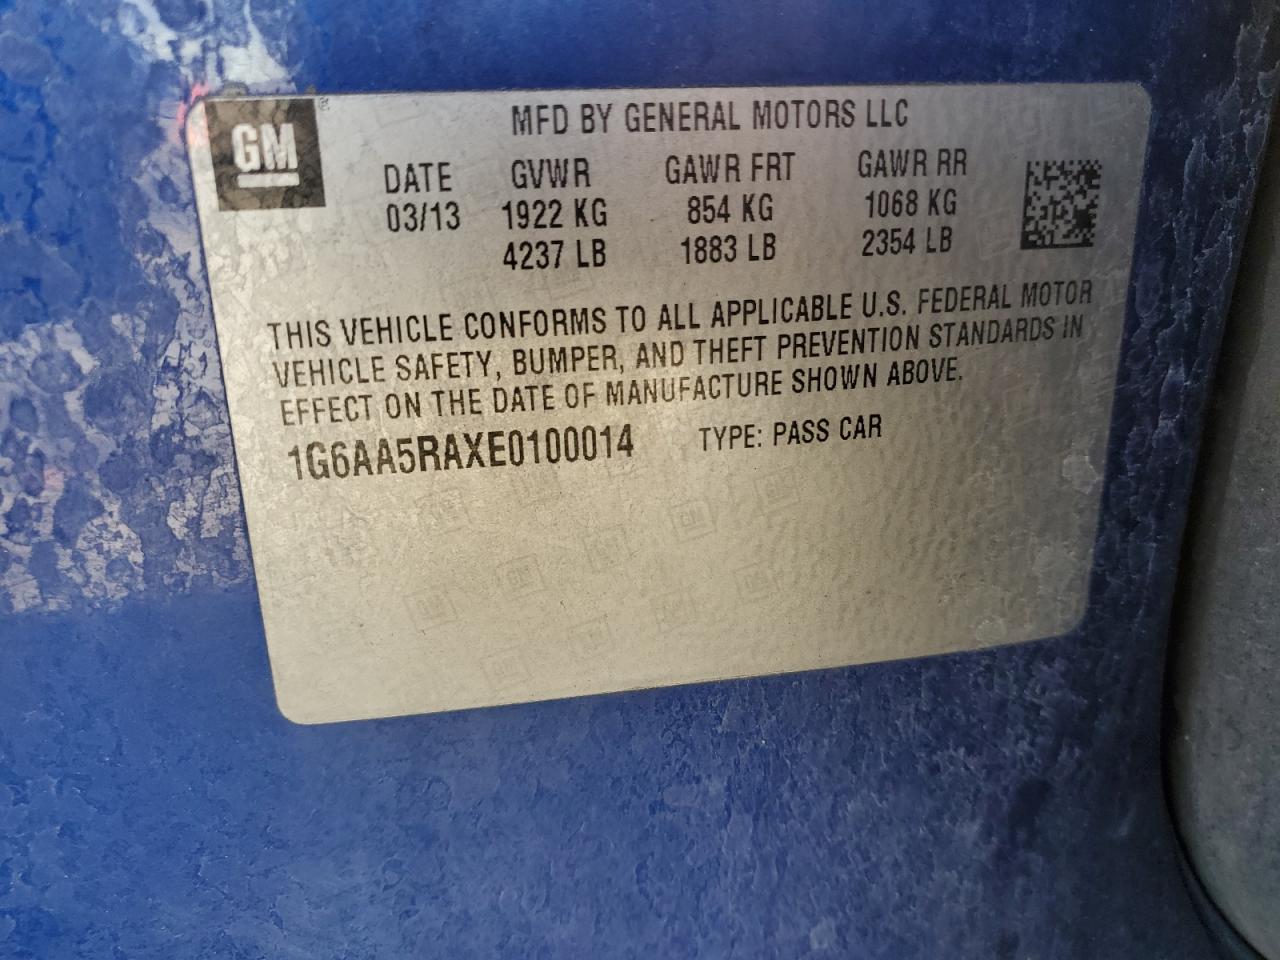 GM
MFD BY GENERAL MOTORS LLC
DATE GVWR GAWR FRT GAWR RR
03/13 1922 KG 854 KG 1068 KG
4237 LB 1883 LB 2354 LB
THIS VEHICLE CONFORMS TO ALL APPLICABLE U.S. FEDERAL MOTOR
VEHICLE SAFETY, BUMPER, AND THEFT PREVENTION STANDARDS IN
EFFECT ON THE DATE OF MANUFACTURE SHOWN ABOVE.
1G6AA5RAXE0100014 TYPE: PASS CAR